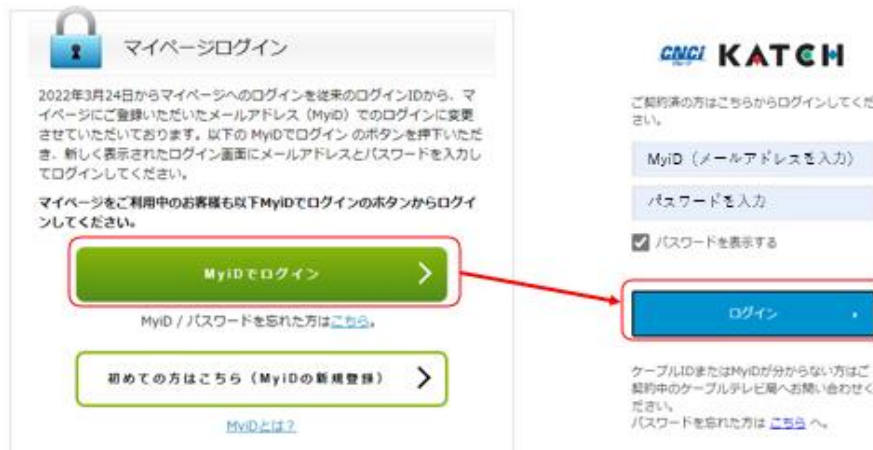 マイページログイン
2022年3月24日からマイページへのログインを従来のログインIDから、マ
イページにご登録いただいたメールアドレス（MyiD）でのログインに変更
させていただいております。以下の MyiDでログイン のボタンを押下いただ
き、新しく表示されたログイン画面にメールアドレスとパスワードを入力し
てログインしてください。
マイページをご利用中のお客様も以下MyiDでログインのボタンからログイ
ンしてください。
MyiDでログイン
MyiD / パスワードを忘れた方はこちら。
初めての方はこちら（MyiDの新規登録）
MyiDとは？
CNCI KATCH
ご契約済の方はこちらからログインしてくだ
さい。
MyiD（メールアドレスを入力）
パスワードを入力
パスワードを表示する
ログイン
ケーブルIDまたはMyiDが分からない方はご
契約中のケーブルテレビ局へお問い合わせく
ださい。
パスワードを忘れた方は こちら へ。